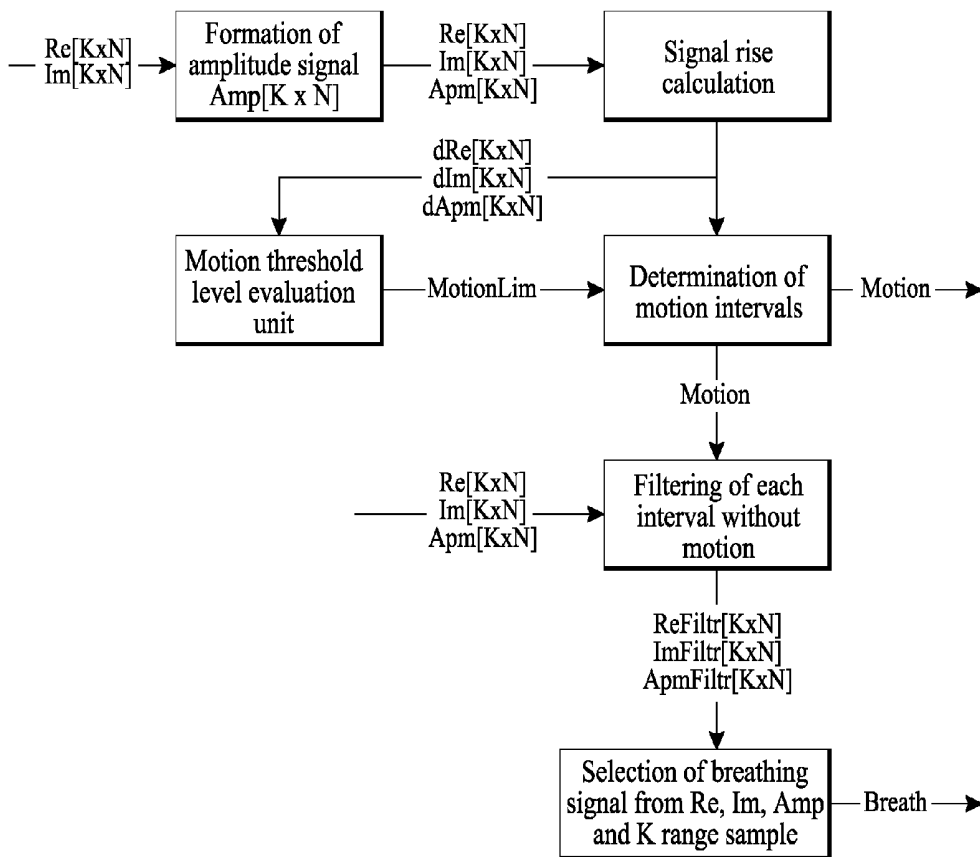 Re[KxN]
Im[KxN]
Formation of
amplitude signal
Amp[K x N]
Re[KxN]
Im[KxN]
Apm[KxN]
Signal rise
calculation
dRe[KxN]
dIm[KxN]
dApm[KxN]
Motion threshold
level evaluation
unit
MotionLim
Determination of
motion intervals
Motion
Motion
Re[KxN]
Im[KxN]
Apm[KxN]
Filtering of each
interval without
motion
ReFiltr[KxN]
ImFiltr[KxN]
ApmFiltr[KxN]
Selection of breathing
signal from Re, Im, Amp
and K range sample
Breath